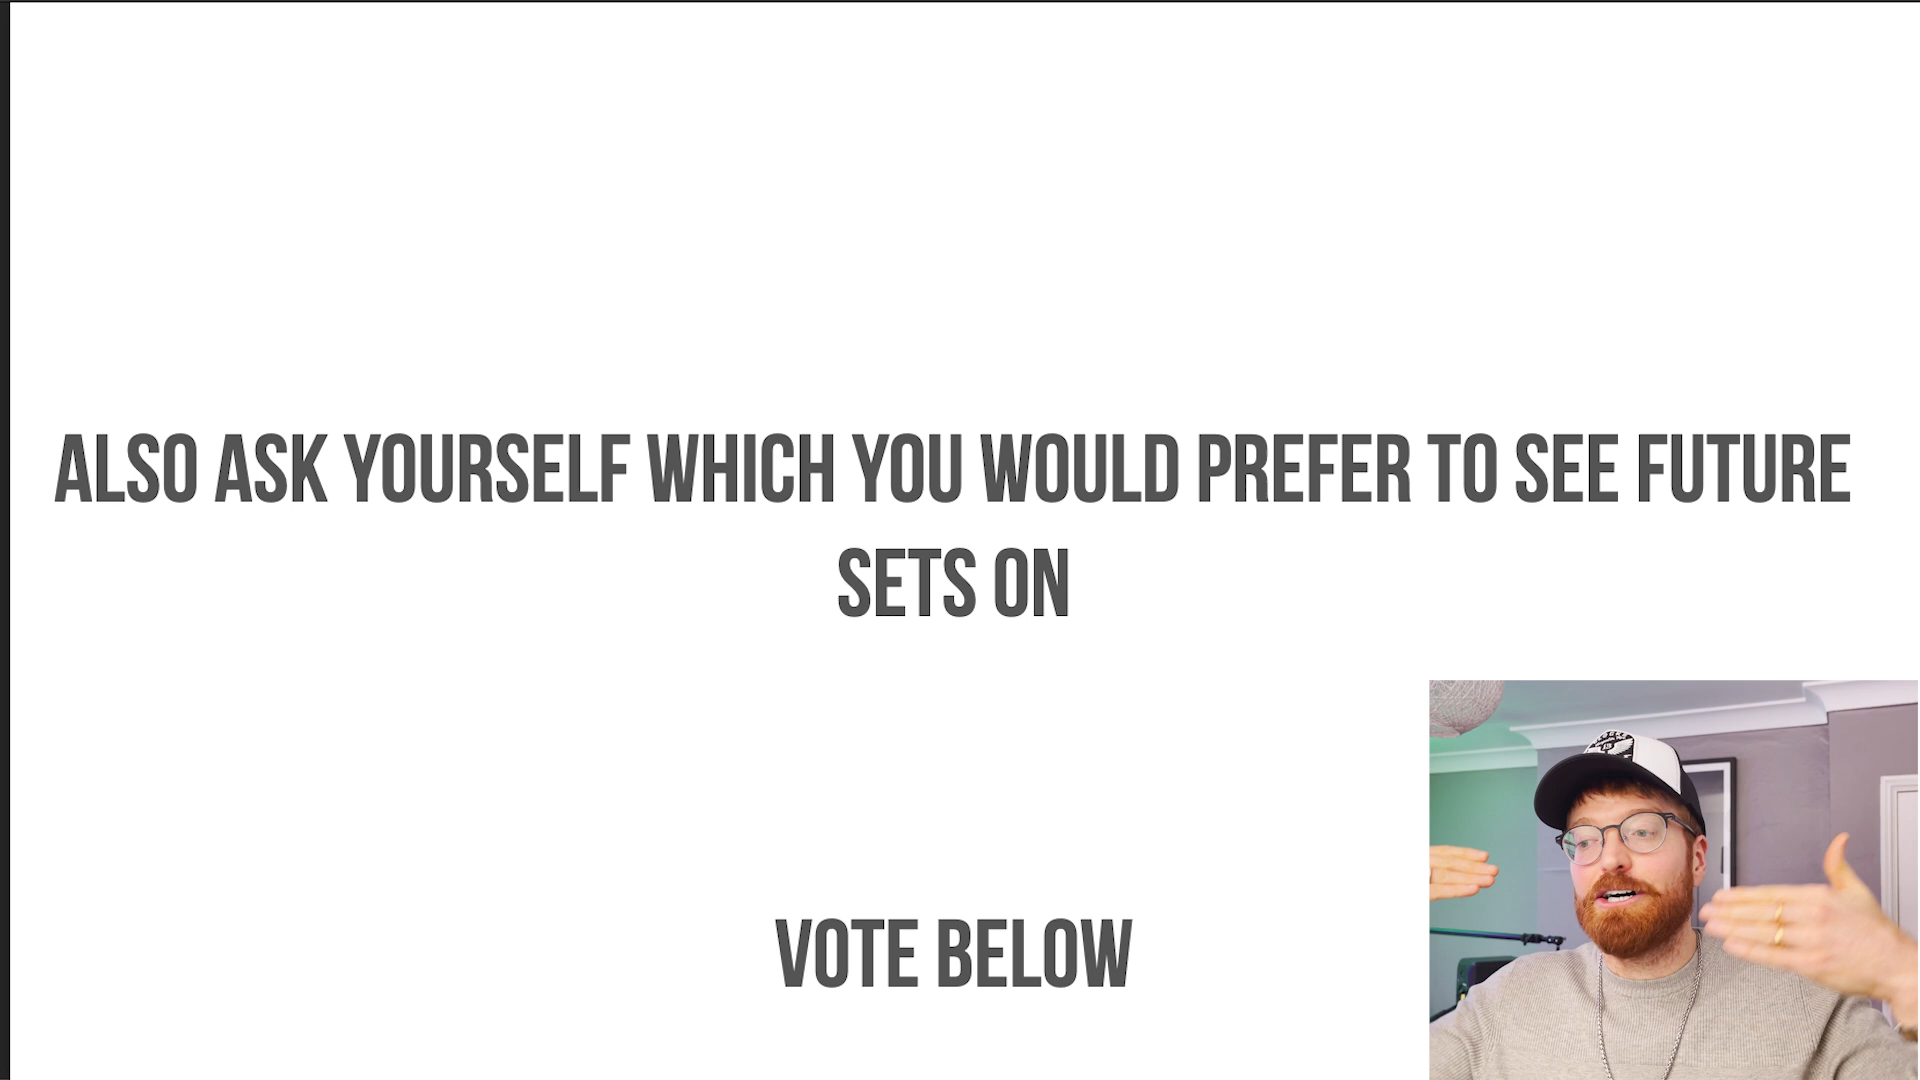 ALSO ASK YOURSELF WHICH YOU WOULD PREFER TO SEE FUTURE
SETS ON
VOTE BELOW